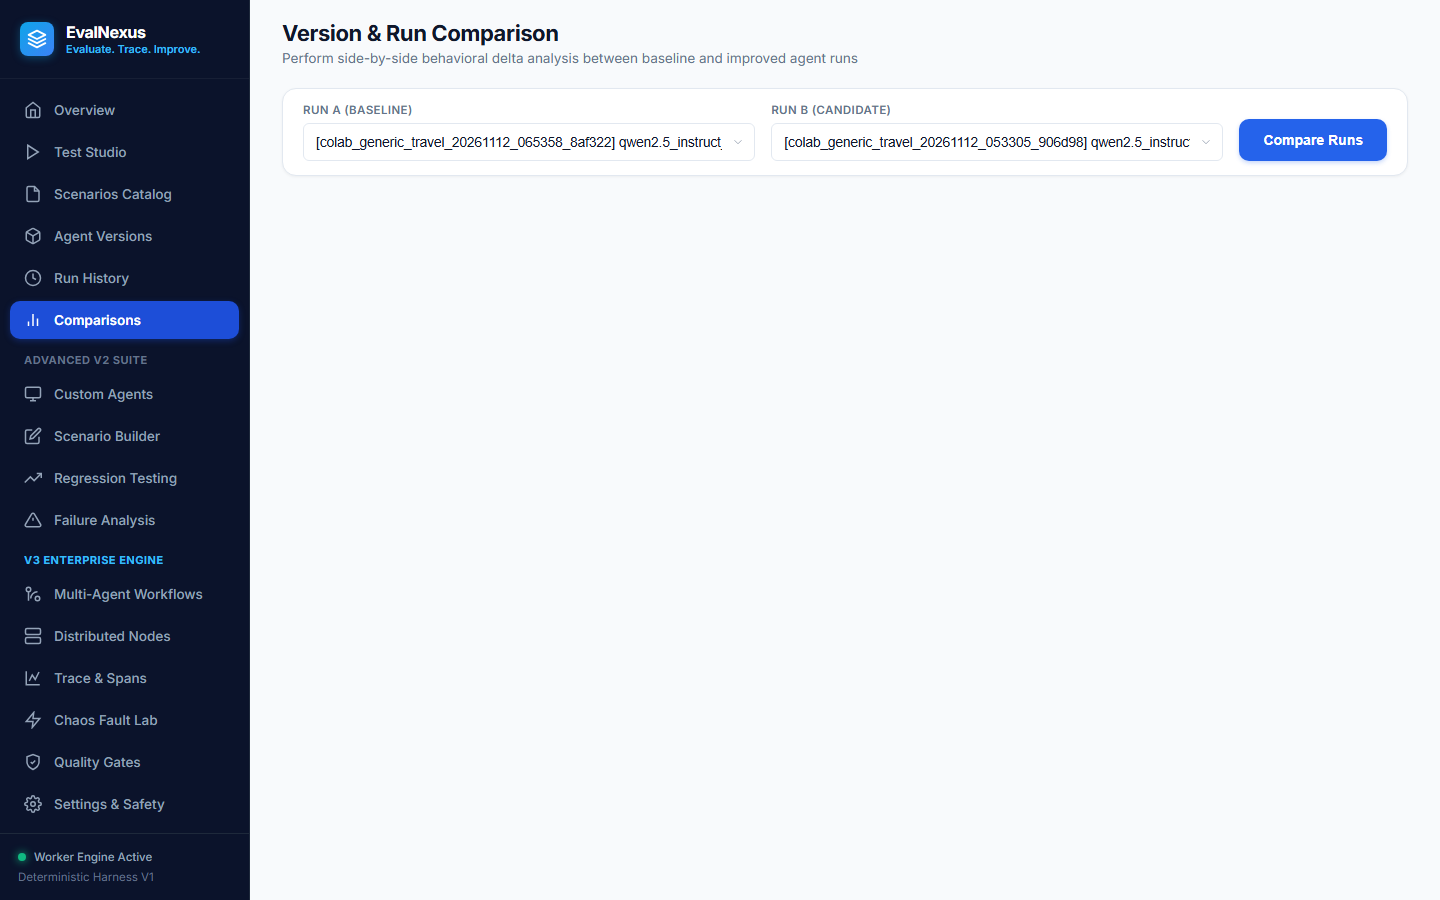 EvalNexus
Evaluate. Trace. Improve.
Overview
Test Studio
Scenarios Catalog
Agent Versions
Run History
Comparisons
ADVANCED V2 SUITE
Custom Agents
Scenario Builder
Regression Testing
Failure Analysis
V3 ENTERPRISE ENGINE
Multi-Agent Workflows
Distributed Nodes
Trace & Spans
Chaos Fault Lab
Quality Gates
Settings & Safety
Worker Engine Active
Deterministic Harness V1
Version & Run Comparison
Perform side-by-side behavioral delta analysis between baseline and improved agent runs
RUN A (BASELINE)
[colab_generic_travel_20261112_065358_8af322] qwen2.5_instruct_
RUN B (CANDIDATE)
[colab_generic_travel_20261112_053305_906d98] qwen2.5_instruc
Compare Runs